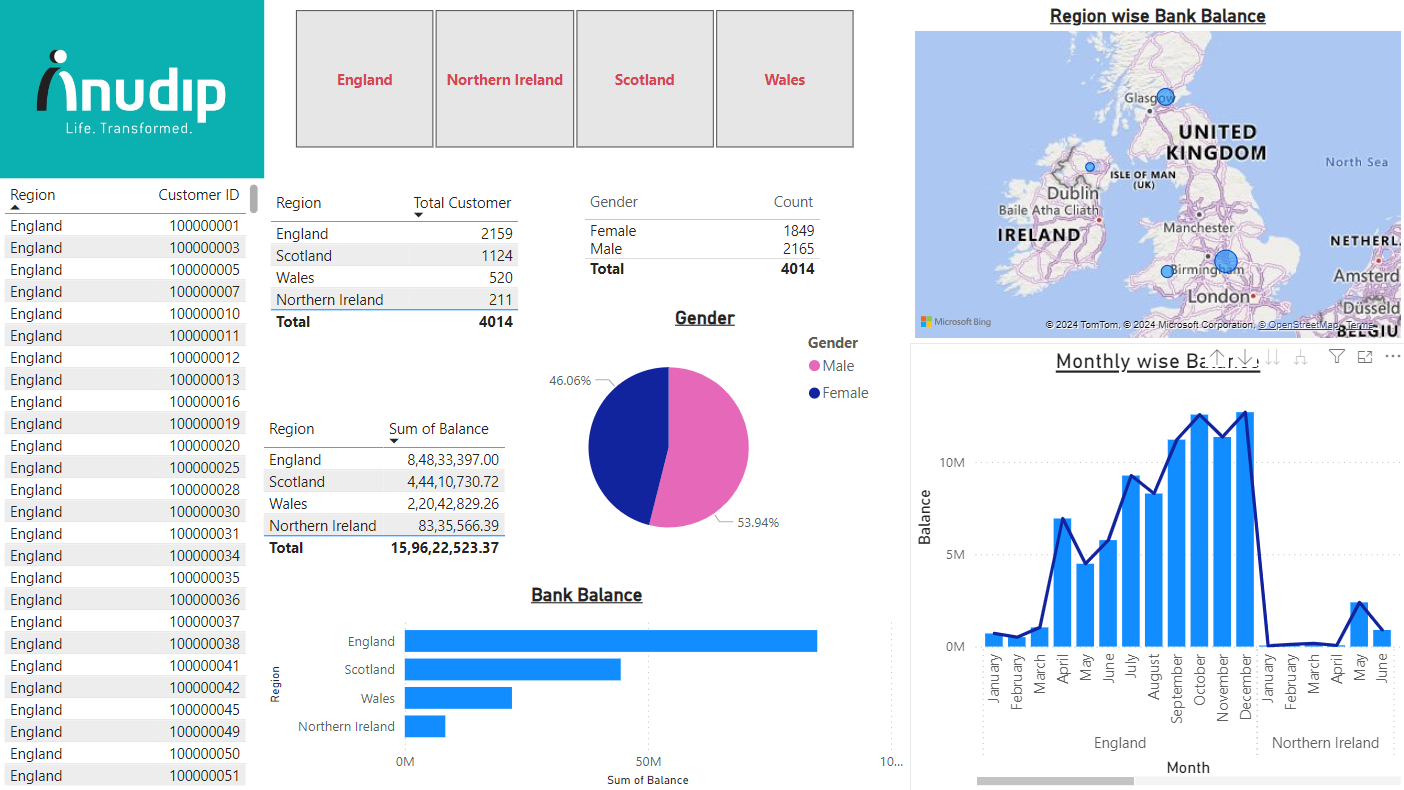 ınudıp
Life. Transformed.
England
Northern Ireland
Scotland
Wales
Region Customer ID
England 100000001
England 100000003
England 100000005
England 100000007
England 100000010
England 100000011
England 100000012
England 100000013
England 100000016
England 100000019
England 100000020
England 100000025
England 100000028
England 100000030
England 100000031
England 100000034
England 100000035
England 100000036
England 100000037
England 100000038
England 100000041
England 100000042
England 100000045
England 100000049
England 100000050
England 100000051
Region Total Customer
England 2159
Scotland 1124
Wales 520
Northern Ireland 211
Total 4014
Gender Count
Female 1849
Male 2165
Total 4014
Gender
Gender
Male
Female
46.06%
53.94%
Region Sum of Balance
England 8,48,33,397.00
Scotland 4,44,10,730.72
Wales 2,20,42,829.26
Northern Ireland 83,35,566.39
Total 15,96,22,523.37
Bank Balance
Region
England
Scotland
Wales
Northern Ireland
0M 50M 10...
Sum of Balance
Region wise Bank Balance
Glasgow
UNITED
KINGDOM
North Sea
ISLE OF MAN
(UK)
Dublin
Baile Atha Cliath
IRELAND
Manchester
NETHERL
Birmingham
Amsterd
London
Düsseld
BELGIU
Microsoft Bing
© 2024 TomTom, © 2024 Microsoft Corporation, © OpenStreetMap Terms
Monthly wise Balance
Balance
10M
5M
0M
January
February
March
April
May
June
July
August
September
October
November
December
January
February
March
April
May
June
England
Northern Ireland
Month